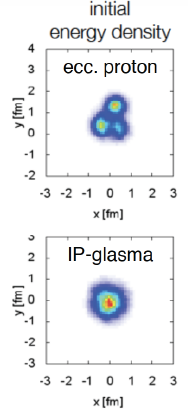 initial
energy density
ecc. proton
y [fm]
4
3
2
1
0
-1
-2
-3 -2 -1 0 1 2 3
x [fm]
IP-glasma
y [fm]
3
2
1
0
-1
-2
-3
-3 -2 -1 0 1 2 3
x [fm]